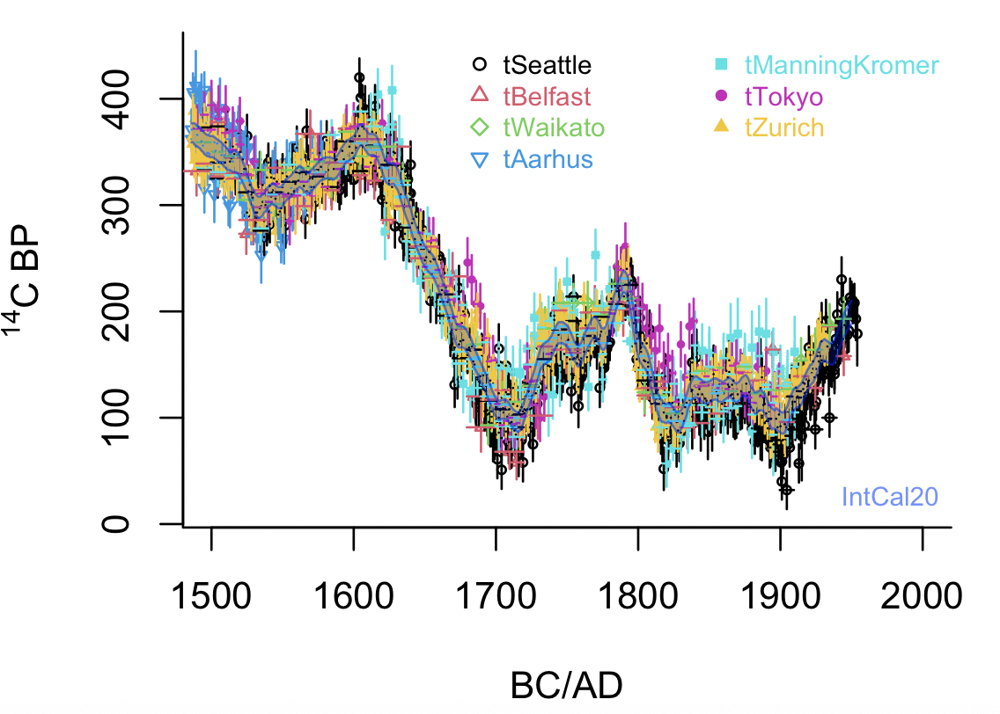 tSeattle
tBelfast
tWaikato
tAarhus
tManningKromer
tTokyo
tZurich
400
300
200
100
0
14C BP
IntCal20
1500 1600 1700 1800 1900 2000
BC/AD